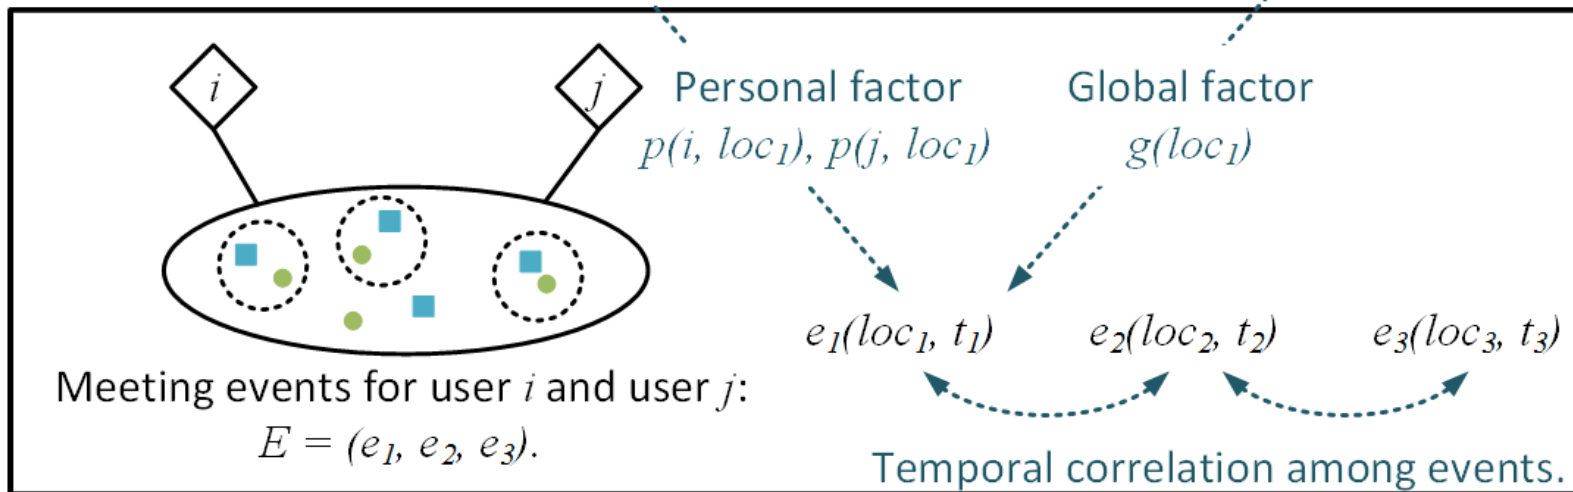 i
j
Personal factor
p(i, loc₁), p(j, loc₁)
Global factor
g(loc₁)
e₁(loc₁, t₁)
e₂(loc₂, t₂)
e₃(loc₃, t₃)
Meeting events for user i and user j:
E = (e₁, e₂, e₃).
Temporal correlation among events.